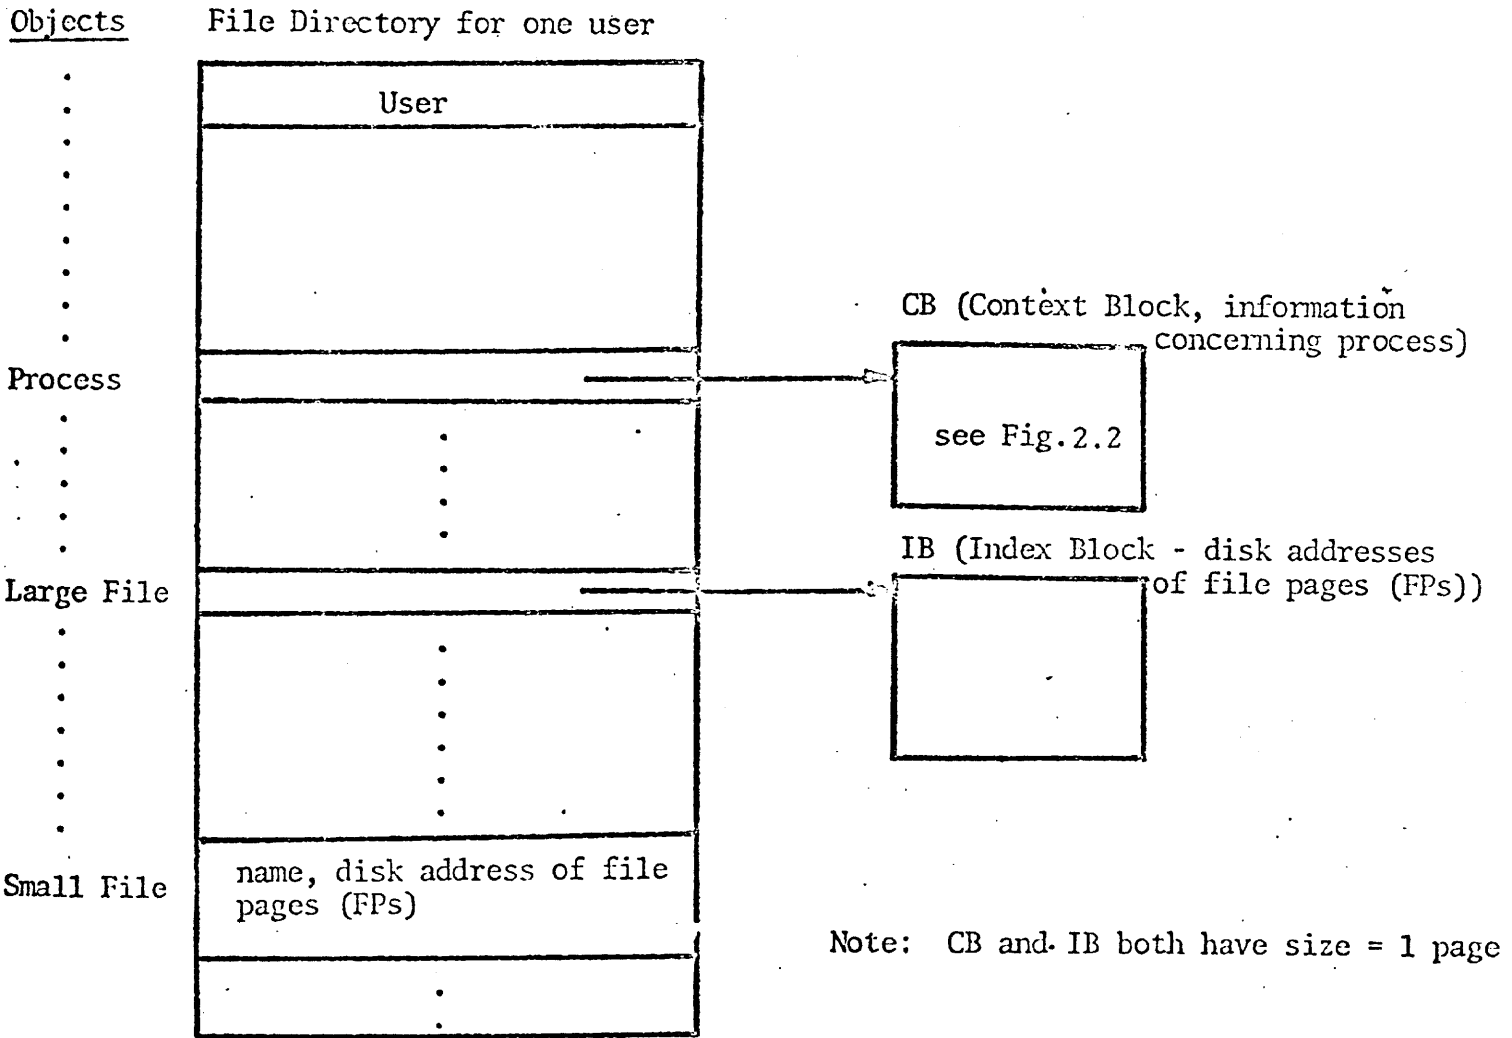 Objects File Directory for one user
User
CB (Context Block, information
concerning process)
Process
see Fig.2.2
IB (Index Block - disk addresses
of file pages (FPs))
Large File
name, disk address of file
pages (FPs)
Small File
Note: CB and IB both have size = 1 page